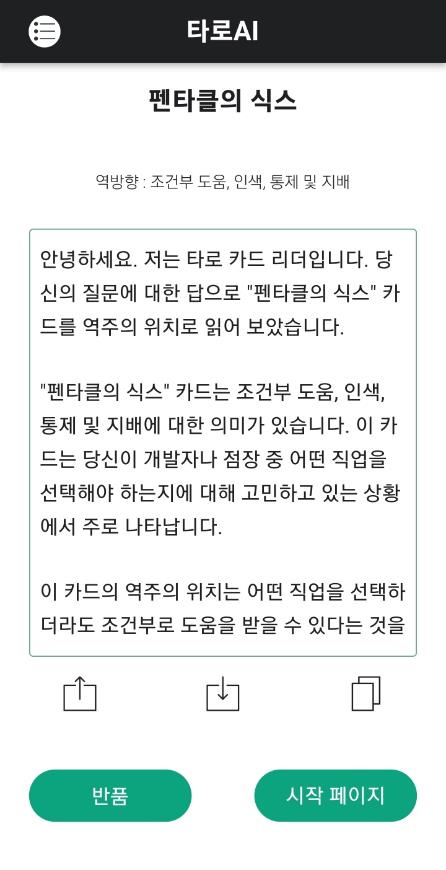 타로AI
펜타클의 식스
역방향 : 조건부 도움, 인색, 통제 및 지배
안녕하세요. 저는 타로 카드 리더입니다. 당
신의 질문에 대한 답으로 "펜타클의 식스" 카
드를 역주의 위치로 읽어 보았습니다.
"펜타클의 식스" 카드는 조건부 도움, 인색,
통제 및 지배에 대한 의미가 있습니다. 이 카
드는 당신이 개발자나 점장 중 어떤 직업을
선택해야 하는지에 대해 고민하고 있는 상황
에서 주로 나타납니다.
이 카드의 역주의 위치는 어떤 직업을 선택하
더라도 조건부로 도움을 받을 수 있다는 것을
반품
시작 페이지